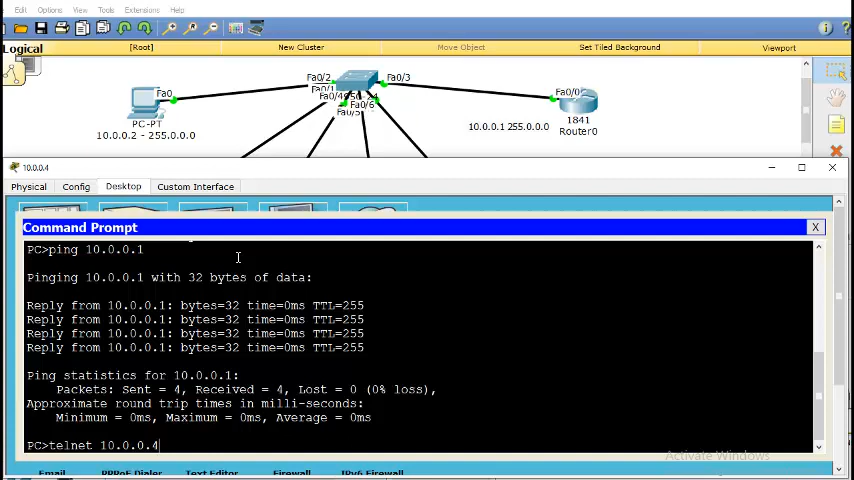 Edit Options View Tools Extensions Help
Logical [Root] New Cluster Move Object Set Tiled Background Viewport
Fa0/2 Fa0/3
Fa0
Fa0/1
Fa0/6
Fa0/5
PC-PT
10.0.0.2 - 255.0.0.0
1841
Router0
10.0.0.1 255.0.0.0
10.0.0.4
Physical Config Desktop Custom Interface
Command Prompt X
PC>ping 10.0.0.1
Pinging 10.0.0.1 with 32 bytes of data:
Reply from 10.0.0.1: bytes=32 time=0ms TTL=255
Reply from 10.0.0.1: bytes=32 time=0ms TTL=255
Reply from 10.0.0.1: bytes=32 time=0ms TTL=255
Reply from 10.0.0.1: bytes=32 time=0ms TTL=255
Ping statistics for 10.0.0.1:
Packets: Sent = 4, Received = 4, Lost = 0 (0% loss),
Approximate round trip times in milli-seconds:
Minimum = 0ms, Maximum = 0ms, Average = 0ms
PC>telnet 10.0.0.4
Activate Windows
Email PPPoE Dialer Text Editor Firewall IPv6 Firewall